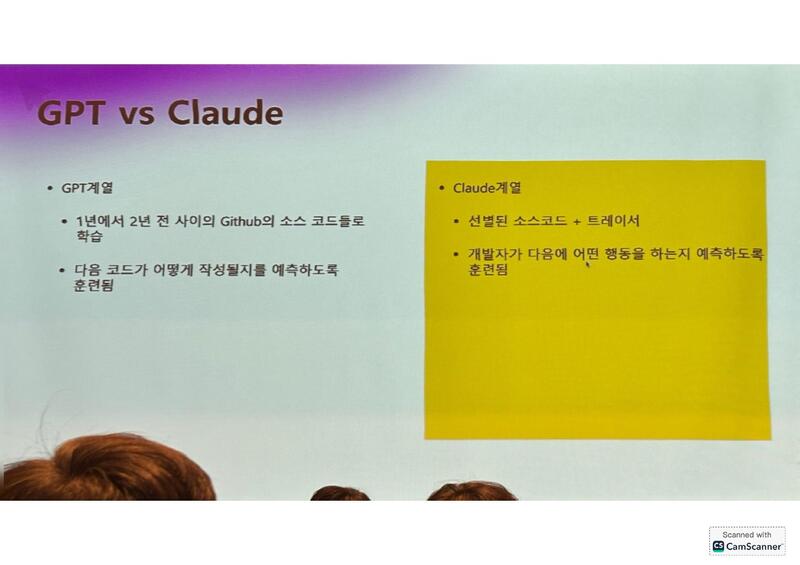 GPT vs Claude
• GPT계열
• 1년에서 2년 전 사이의 Github의 소스 코드들로
학습
• 다음 코드가 어떻게 작성될지를 예측하도록
훈련됨
• Claude계열
• 선별된 소스코드 + 트레이서
• 개발자가 다음에 어떤 행동을 하는지 예측하도록
훈련됨
Scanned with
CS CamScanner